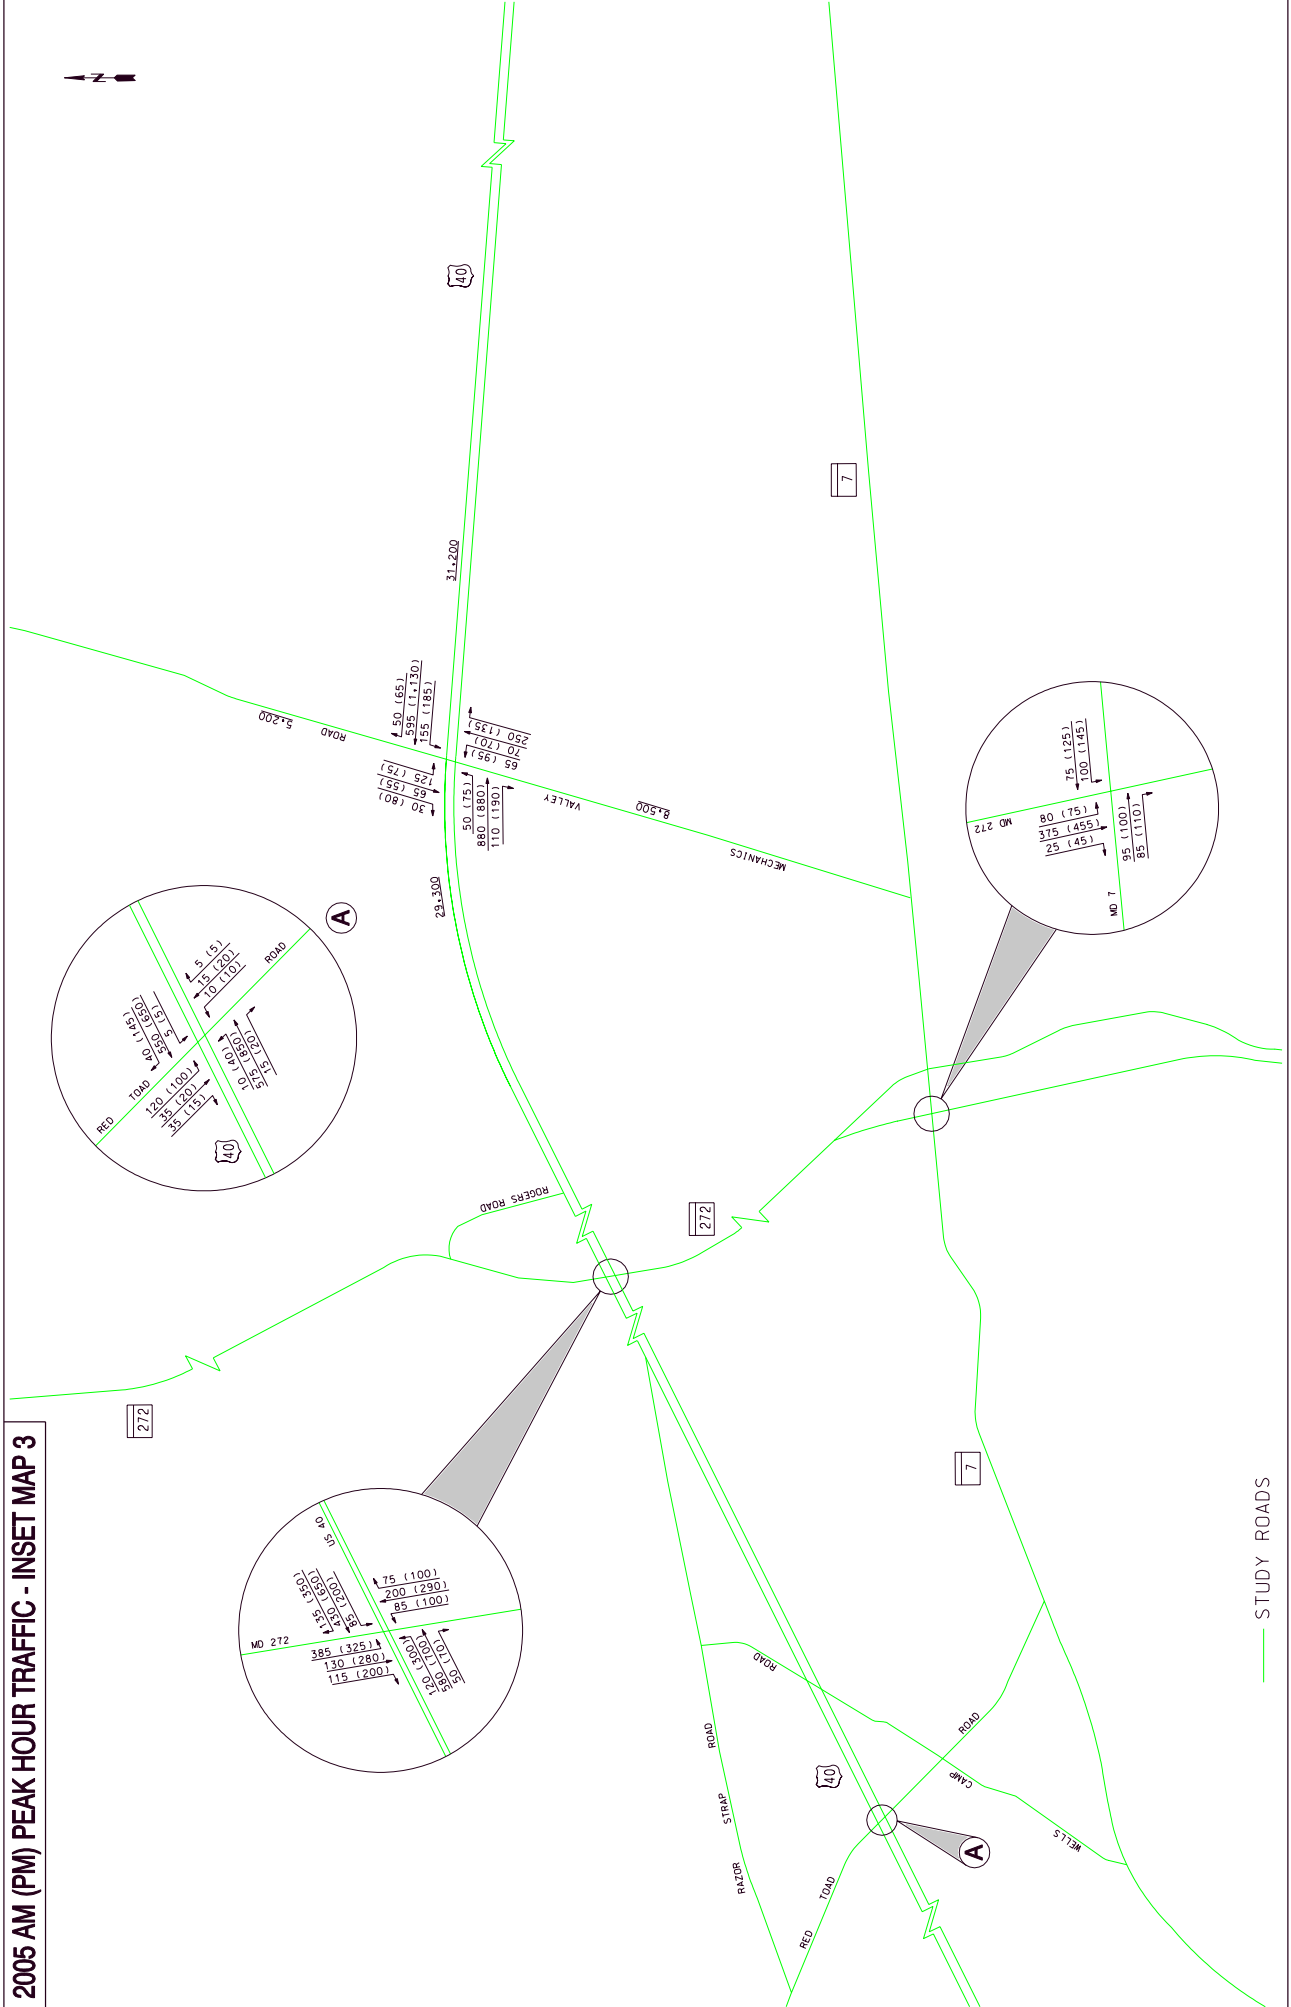 2005 AM (PM) PEAK HOUR TRAFFIC - INSET MAP 3
N
40
31,200
5,200
ROAD
50 (65)
595 (1,130)
155 (185)
125 (75)
65 (55)
30 (80)
50 (75)
880 (880)
110 (190)
65 (95)
70 (70)
250 (135)
VALLEY
8,500
MECHANICS
29,300
7
A
RED
TOAD
ROAD
40 (145)
550 (650)
5 (5)
5 (5)
15 (20)
10 (10)
120 (100)
35 (20)
35 (15)
10 (40)
575 (850)
15 (20)
40
MD 272
MD 7
75 (125)
100 (145)
80 (75)
375 (455)
25 (45)
95 (100)
85 (110)
ROGERS ROAD
272
272
US 40
MD 272
135 (350)
430 (650)
85 (200)
75 (100)
200 (290)
85 (100)
385 (325)
130 (280)
115 (200)
120 (300)
580 (700)
50 (70)
7
RAZOR
STRAP
ROAD
ROAD
CAMP
WELLS
40
RED
TOAD
ROAD
A
STUDY ROADS